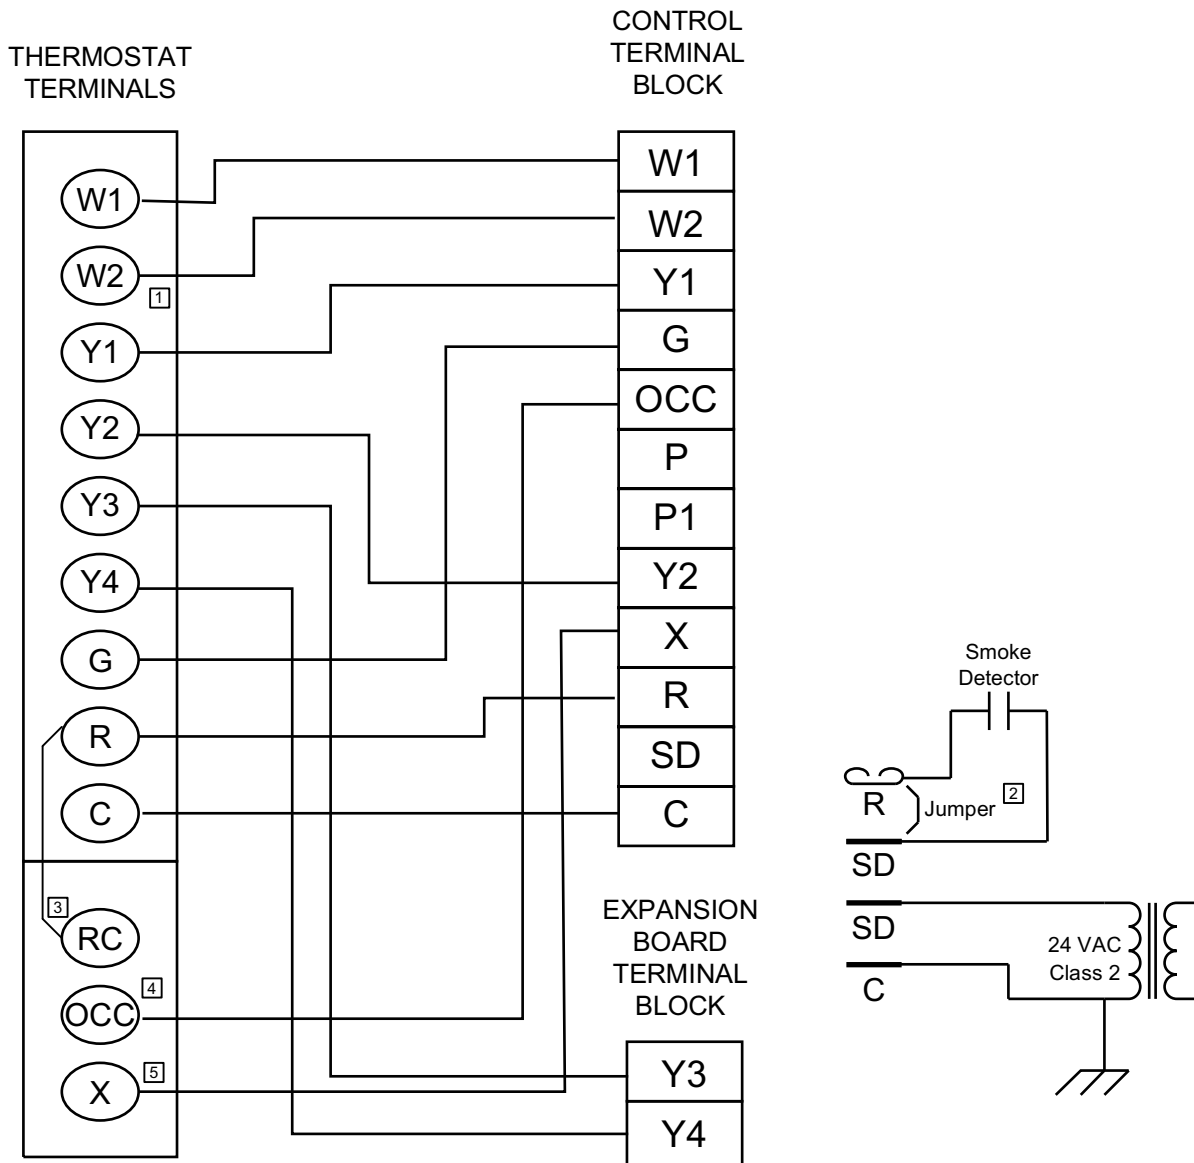 THERMOSTAT
TERMINALS
W1
W2
1
Y1
Y2
Y3
Y4
G
R
C
3
RC
4
OCC
5
X
CONTROL
TERMINAL
BLOCK
W1
W2
Y1
G
OCC
P
P1
Y2
X
R
SD
C
EXPANSION
BOARD
TERMINAL
BLOCK
Y3
Y4
Smoke
Detector
R
Jumper 2
SD
SD
24 VAC
Class 2
C